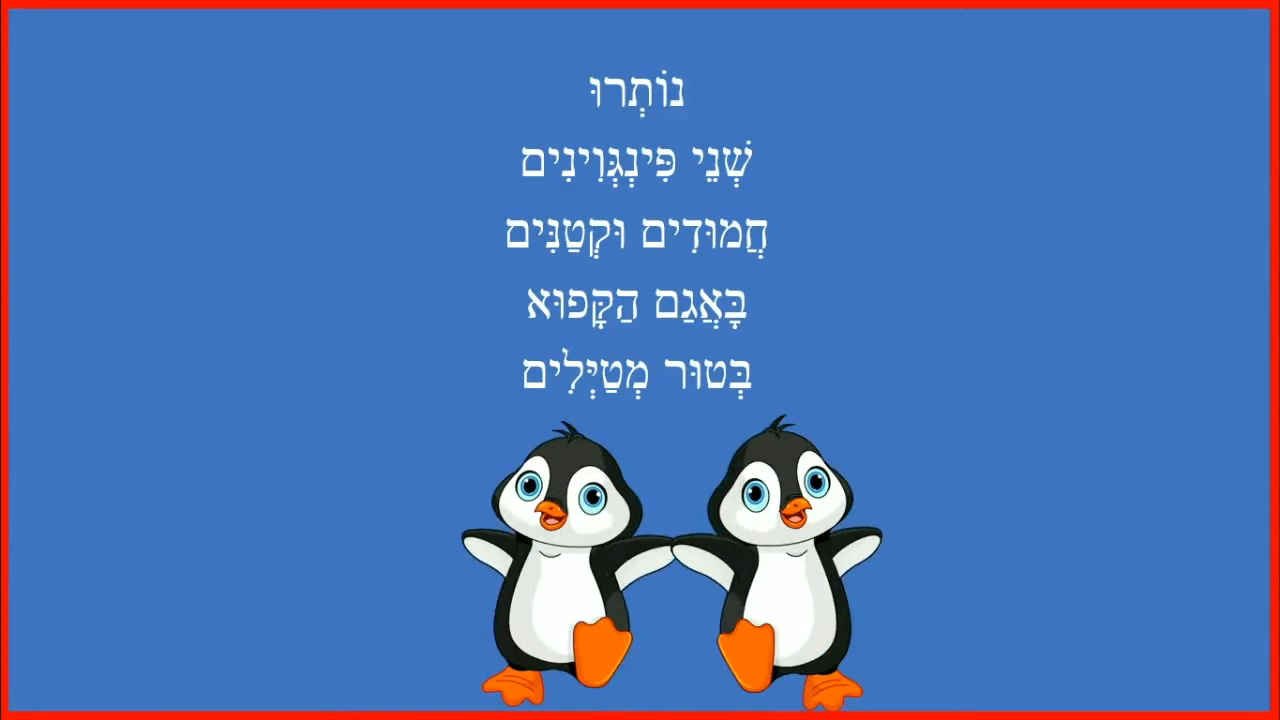 נוֹתְרוּ
שְׁנֵי פִּינְגְּוִינִים
חֲמוּדִים וּקְטַנִּים
בָּאֲגַם הַקָּפוּא
בְּטוּר מְטַיְּלִים